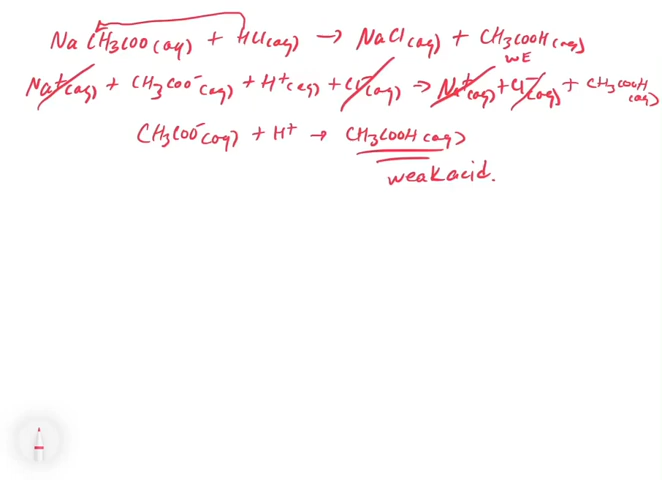 NaCH3COO(aq) + HCl(aq) → NaCl(aq) + CH3COOH(aq)
WE
Na+(aq) + CH3COO-(aq) + H+(aq) + Cl-(aq) → Na+(aq) + Cl-(aq) + CH3COOH(aq)
CH3COO-(aq) + H+ → CH3COOH(aq)
weak acid.